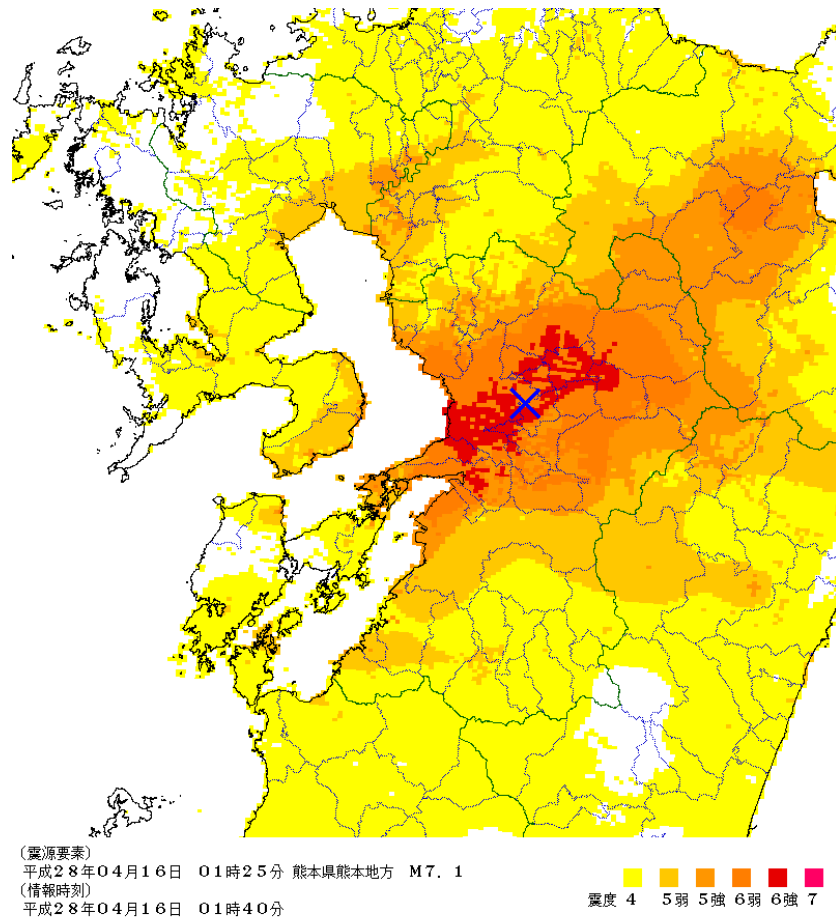 〔震源要素〕
平成２８年０４月１６日　０１時２５分　熊本県熊本地方　Ｍ７．１
〔情報時刻〕
平成２８年０４月１６日　０１時４０分
震度 ４　５弱　５強　６弱　６強　７